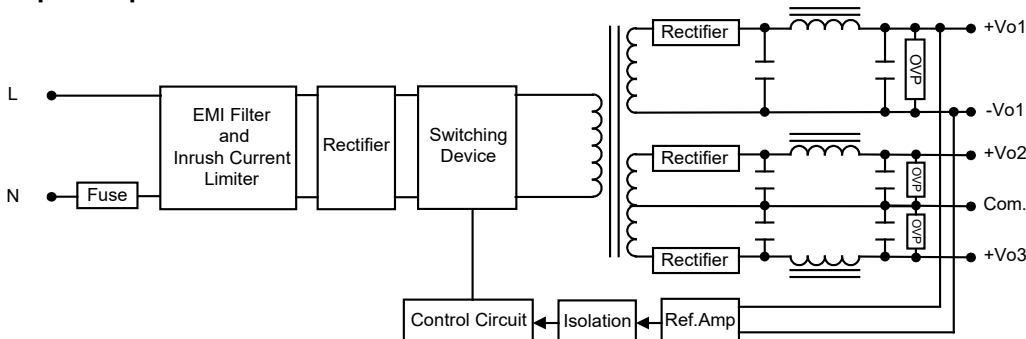 L
N
Fuse
EMI Filter
and
Inrush Current
Limiter
Rectifier
Switching
Device
Rectifier
OVP
+Vo1
-Vo1
Rectifier
OVP
+Vo2
Com.
OVP
Rectifier
+Vo3
Control Circuit
Isolation
Ref.Amp